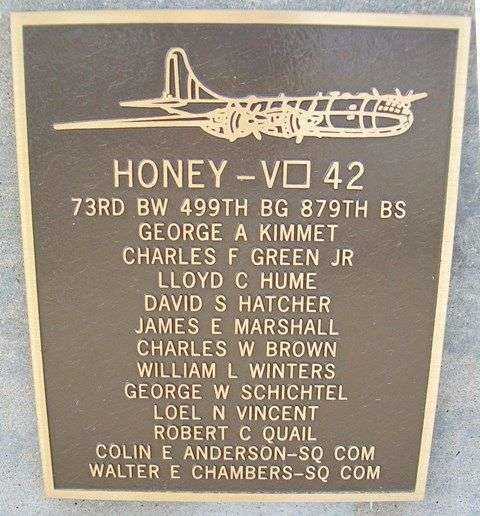 HONEY – V□ 42
73RD BW 499TH BG 879TH BS
GEORGE A KIMMET
CHARLES F GREEN JR
LLOYD C HUME
DAVID S HATCHER
JAMES E MARSHALL
CHARLES W BROWN
WILLIAM L WINTERS
GEORGE W SCHICHTEL
LOEL N VINCENT
ROBERT C QUAIL
COLIN E ANDERSON–SQ COM
WALTER E CHAMBERS–SQ COM